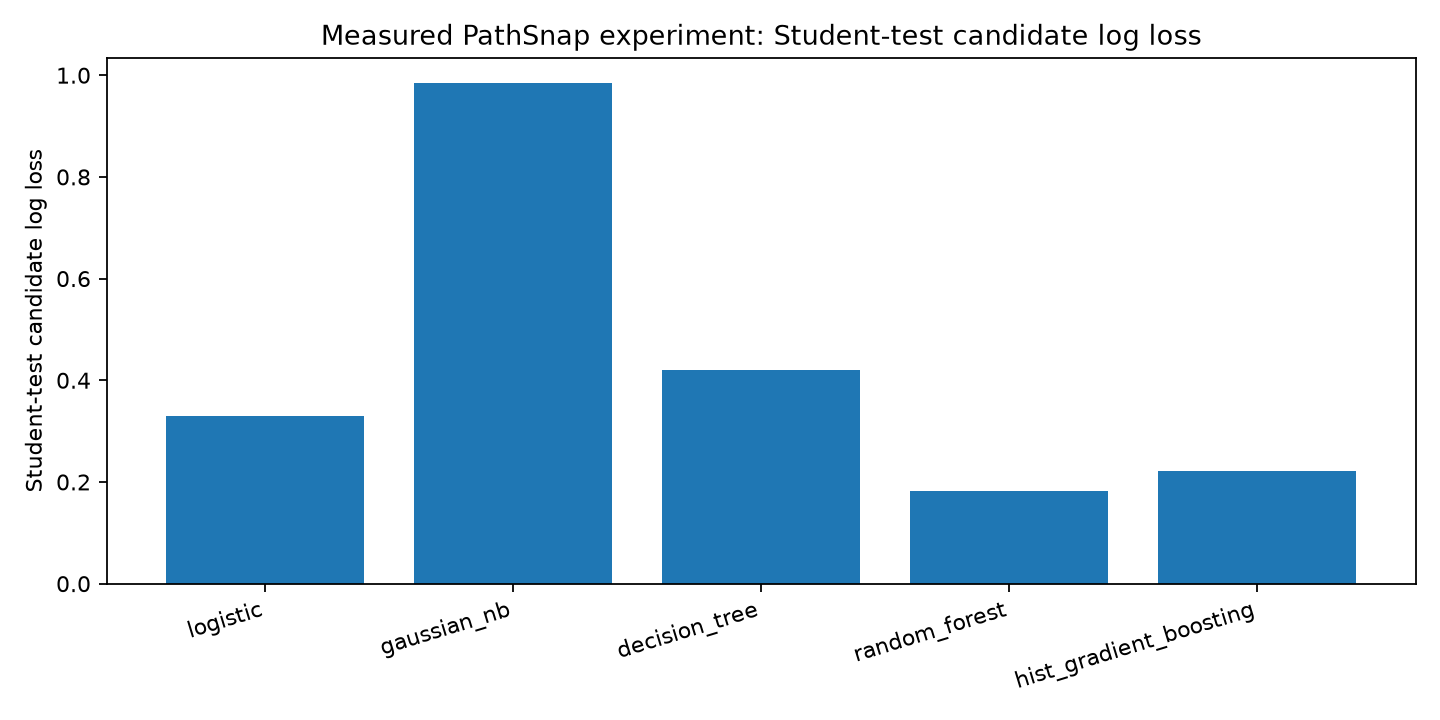 Measured PathSnap experiment: Student-test candidate log loss
Student-test candidate log loss
1.0
0.8
0.6
0.4
0.2
0.0
logistic
gaussian_nb
decision_tree
random_forest
hist_gradient_boosting